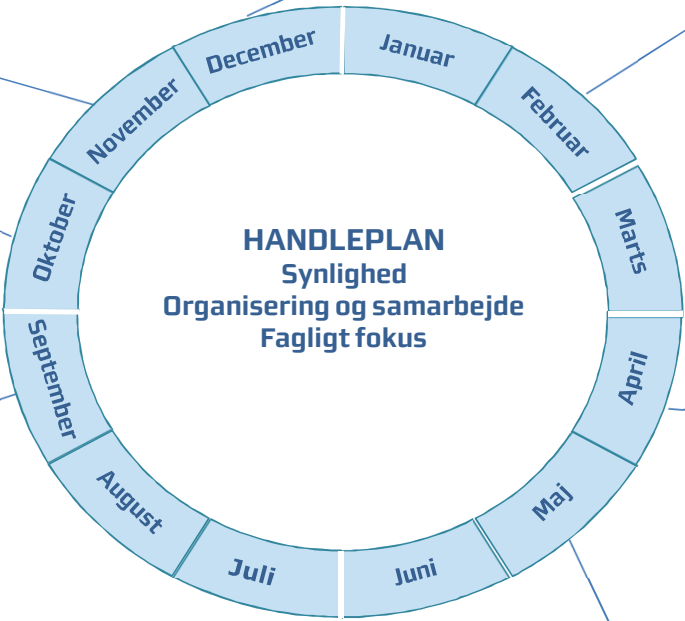 Januar
Februar
Marts
April
Maj
Juni
Juli
August
September
Oktober
November
December
HANDLEPLAN
Synlighed
Organisering og samarbejde
Fagligt fokus